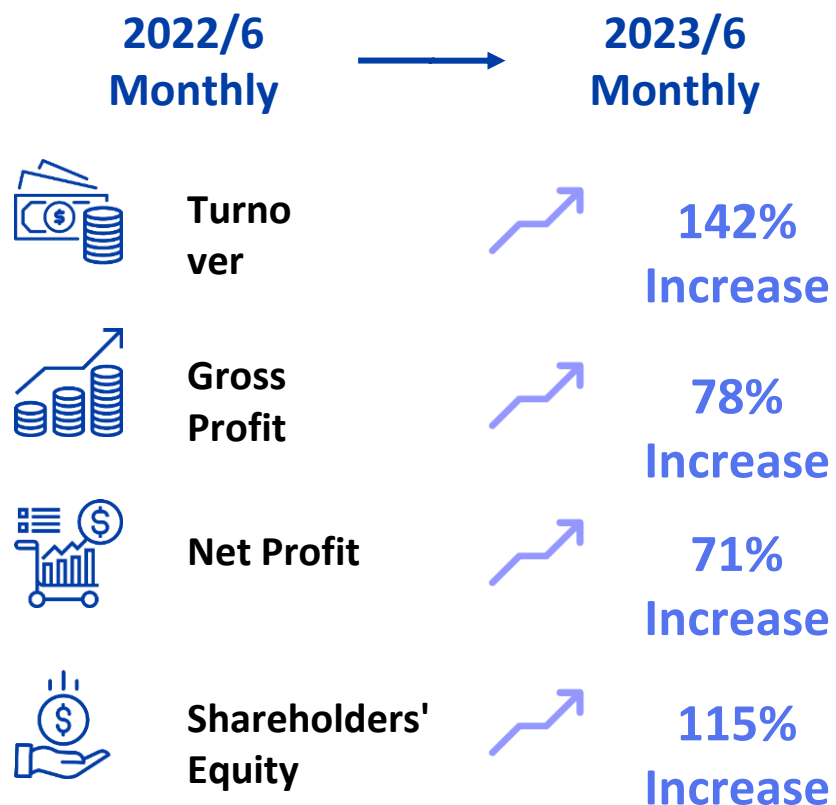 2022/6
Monthly
2023/6
Monthly
Turno
ver
142%
Increase
Gross
Profit
78%
Increase
Net Profit
71%
Increase
Shareholders'
Equity
115%
Increase